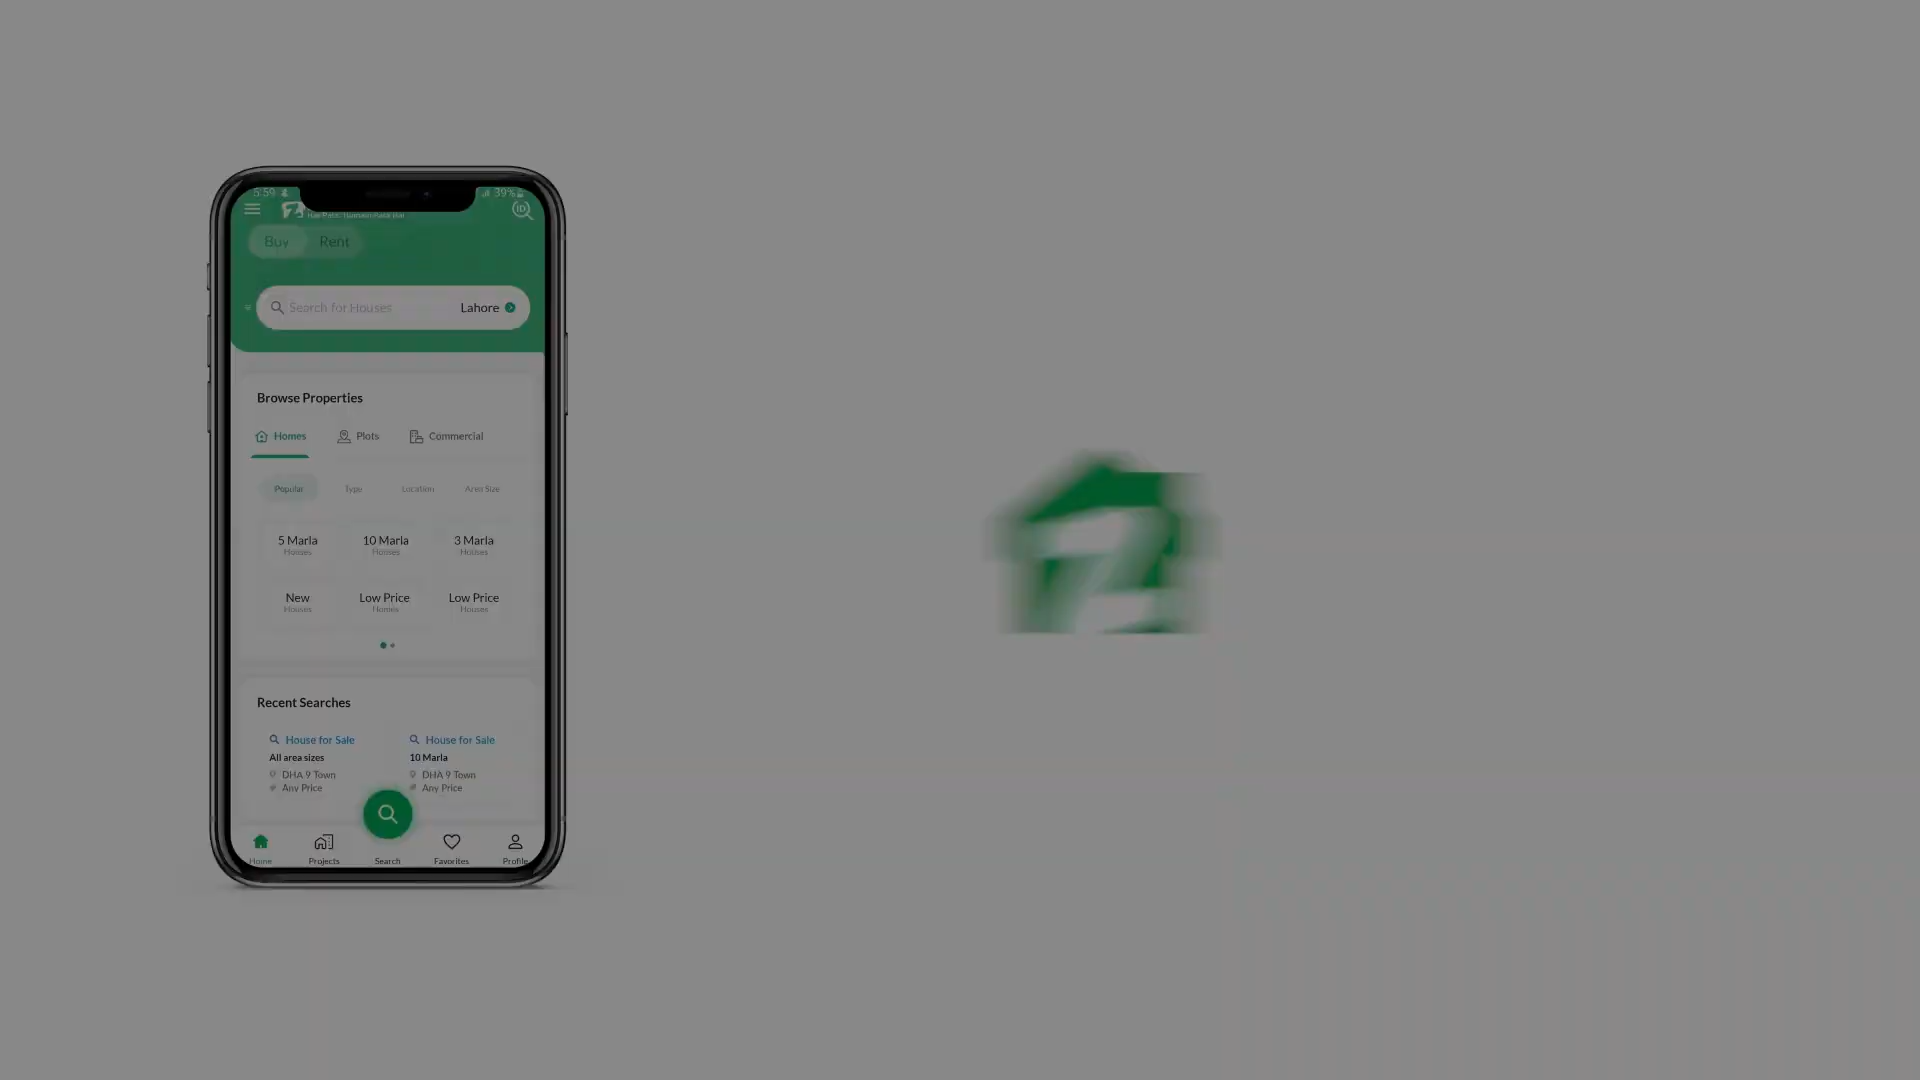 5:59
39%
Buy Rent
Search for Houses Lahore
Browse Properties
Homes Plots Commercial
Popular Type Location Area Size
5 Marla 10 Marla 3 Marla
Houses Houses Houses
New Low Price Low Price
Houses Homes Houses
Recent Searches
House for Sale House for Sale
All area sizes 10 Marla
DHA 9 Town DHA 9 Town
Any Price Any Price
Home Projects Search Favorites Profile